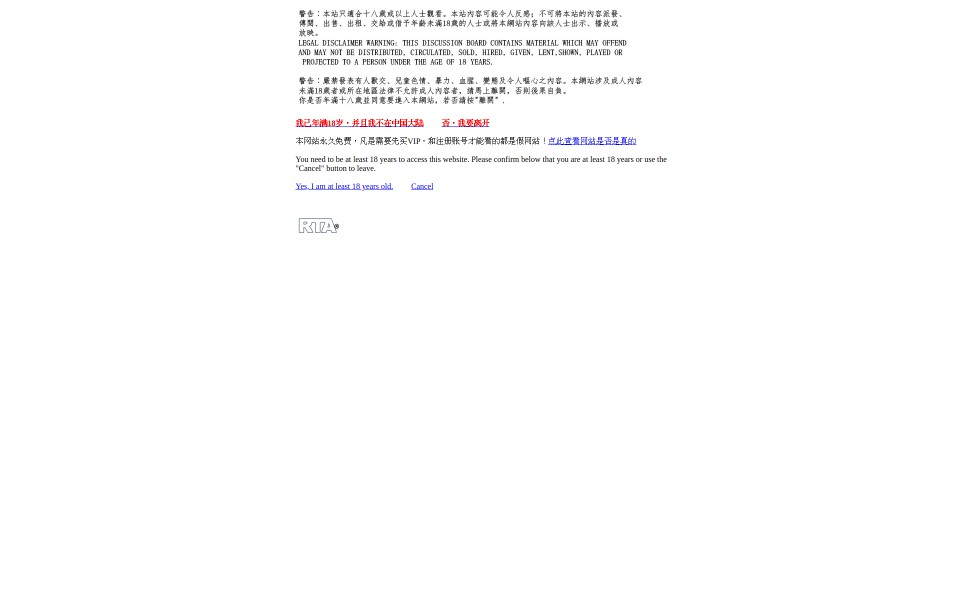 警告：本站只適合十八歲或以上人士觀看。本站內容可能令人反感；不可將本站的內容派發、
傳閱、出售、出租、交給或借予年齡未滿18歲的人士或將本網站內容向該人士出示、播放或
放映。
LEGAL DISCLAIMER WARNING: THIS DISCUSSION BOARD CONTAINS MATERIAL WHICH MAY OFFEND
AND MAY NOT BE DISTRIBUTED, CIRCULATED, SOLD, HIRED, GIVEN, LENT,SHOWN, PLAYED OR
PROJECTED TO A PERSON UNDER THE AGE OF 18 YEARS.
警告：嚴禁發表有人獸交、兒童色情、暴力、血腥、變態及令人嘔心之內容。本網站涉及成人內容
未滿18歲者或所在地區法律不允許成人內容者，請馬上離開，否則後果自負。
你是否年滿十八歲並同意要進入本網站，若否請按"離開" .
我已年满18岁，并且我不在中国大陆 否，我要离开
本网站永久免费，凡是需要先买VIP、和注册账号才能看的都是假网站！点此查看网站是否是真的
You need to be at least 18 years to access this website. Please confirm below that you are at least 18 years or use the
"Cancel" button to leave.
Yes, I am at least 18 years old. Cancel
RTA®